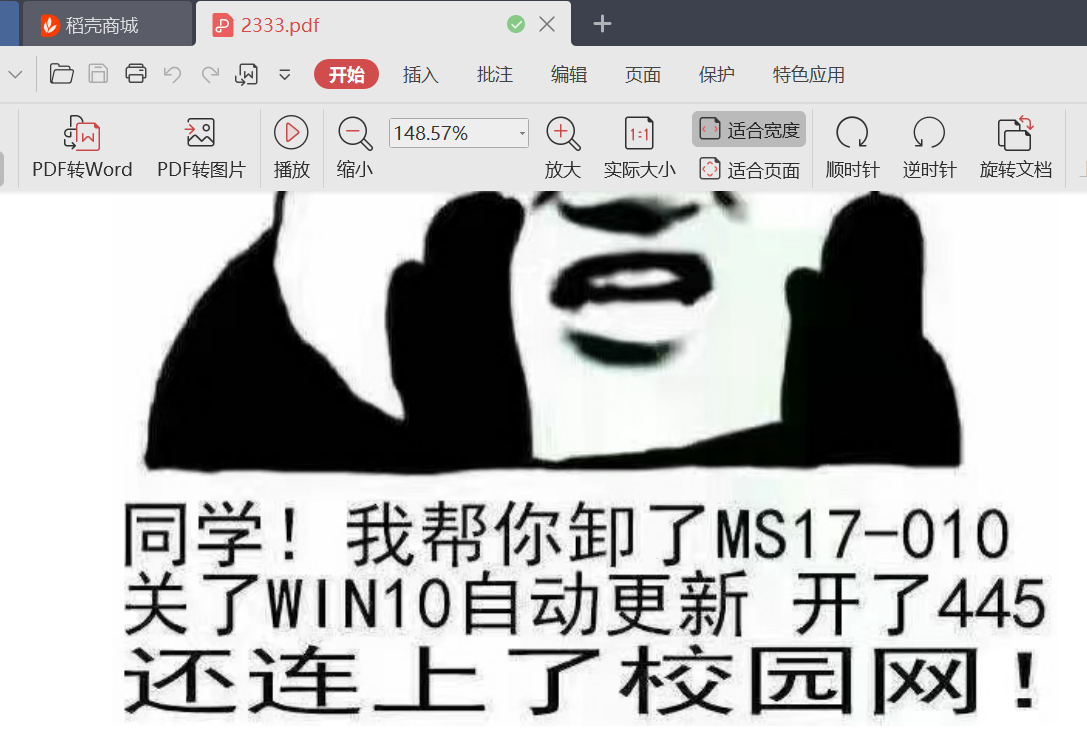 稻壳商城 2333.pdf
开始 插入 批注 编辑 页面 保护 特色应用
148.57% 1:1 适合宽度
PDF转Word PDF转图片 播放 缩小 放大 实际大小 适合页面 顺时针 逆时针 旋转文档
同学！我帮你卸了MS17-010
关了WIN10自动更新 开了445
还连上了校园网！